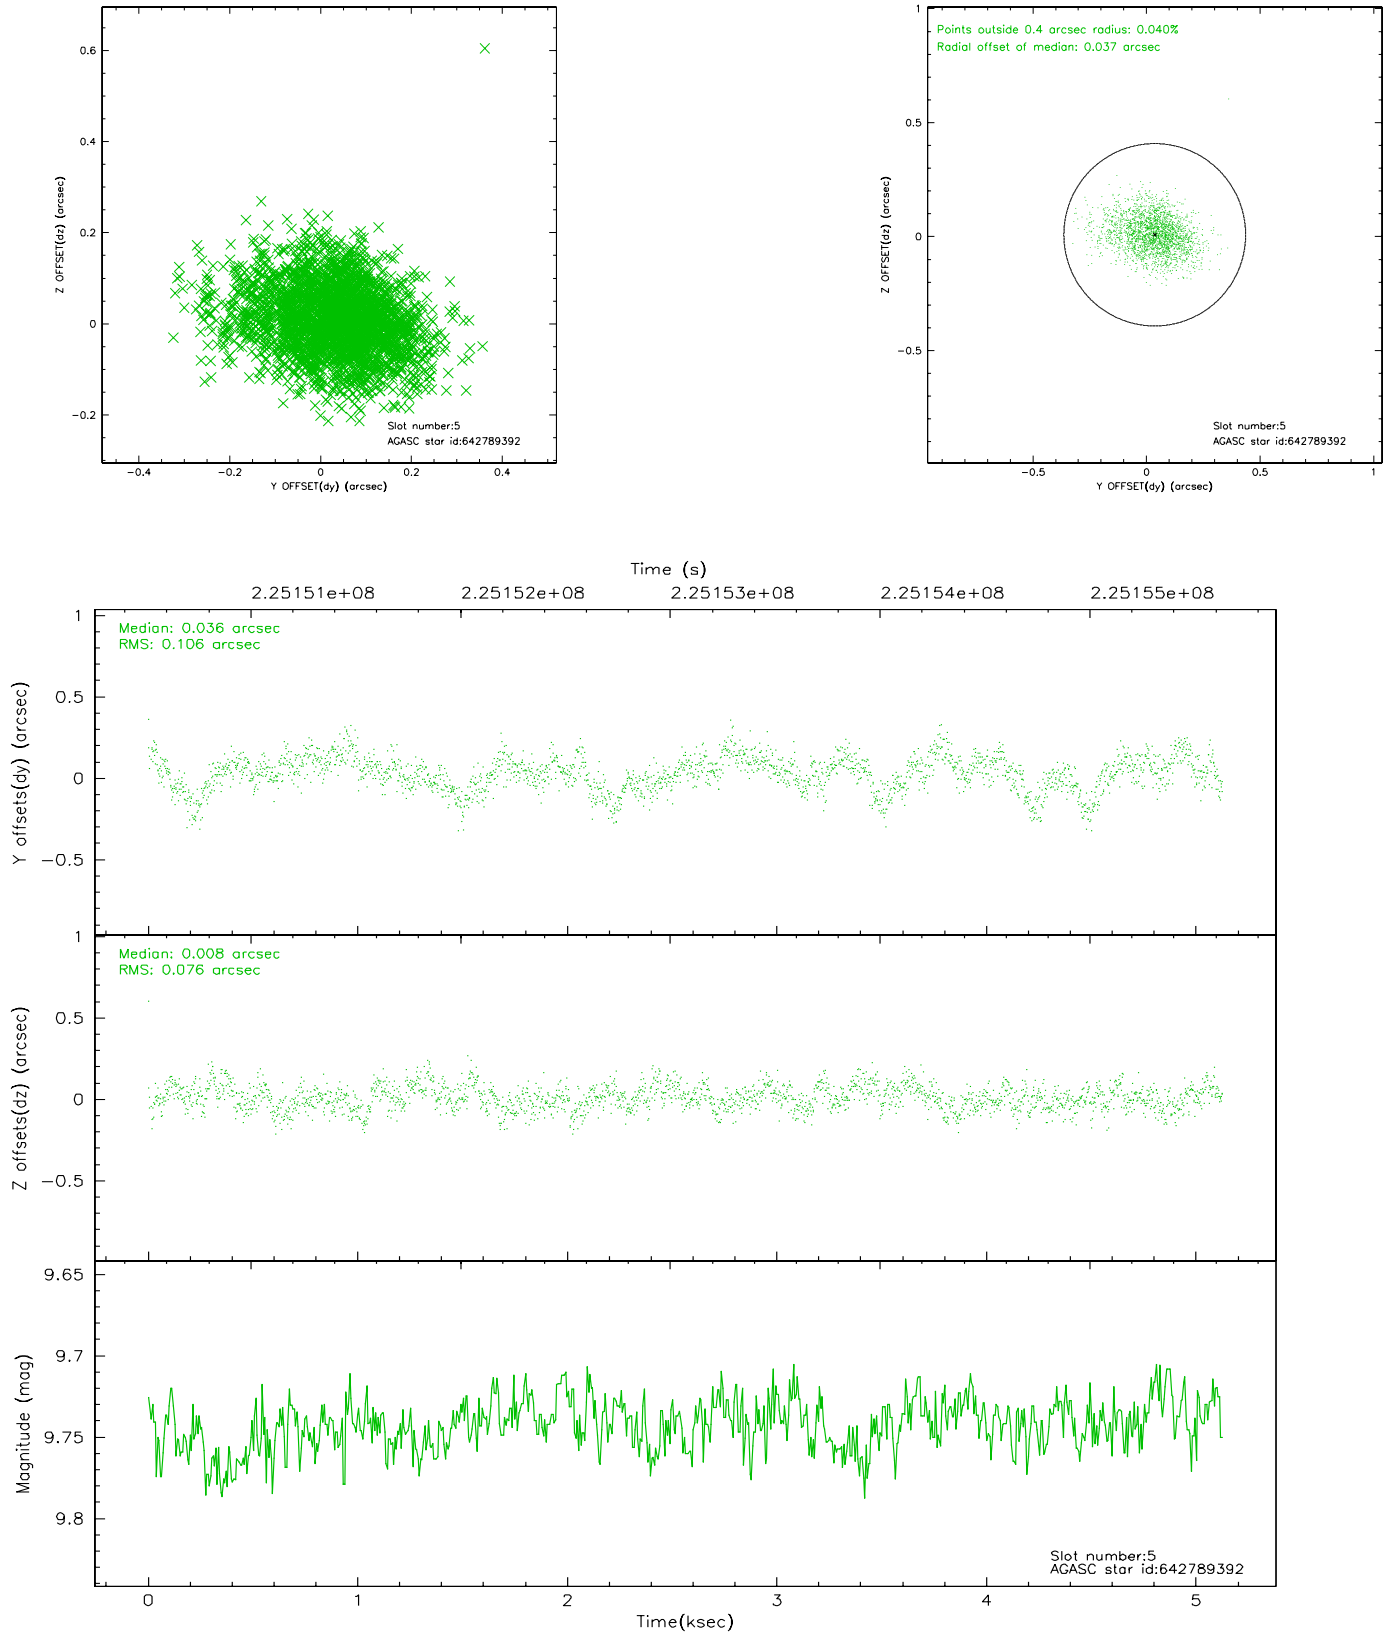 0.6
0.4
0.2
0
-0.2
-0.4
-0.2
0
0.2
0.4
Z OFFSET(dz) (arcsec)
Y OFFSET(dy) (arcsec)
Slot number:5
AGASC star id:642789392
Points outside 0.4 arcsec radius: 0.040%
Radial offset of median: 0.037 arcsec
1
0.5
0
-0.5
-0.5
0
0.5
1
Z OFFSET(dz) (arcsec)
Y OFFSET(dy) (arcsec)
Slot number:5
AGASC star id:642789392
Time (s)
2.25151e+08 2.25152e+08 2.25153e+08 2.25154e+08 2.25155e+08
Median: 0.036 arcsec
RMS: 0.106 arcsec
1
0.5
0
-0.5
Y offsets(dy) (arcsec)
Median: 0.008 arcsec
RMS: 0.076 arcsec
1
0.5
0
-0.5
Z offsets(dz) (arcsec)
9.65
9.7
9.75
9.8
Magnitude (mag)
Slot number:5
AGASC star id:642789392
0 1 2 3 4 5
Time(ksec)